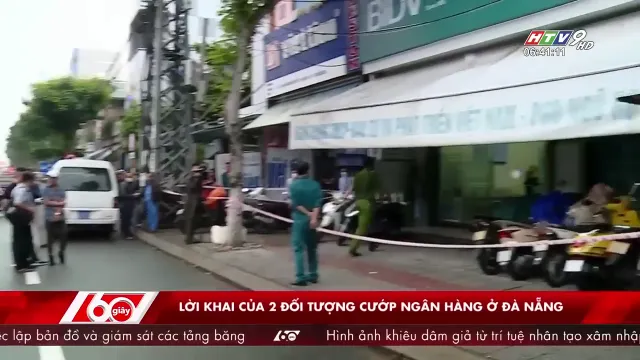 BIDV
HTV9 HD
06:41:11
60 giây
LỜI KHAI CỦA 2 ĐỐI TƯỢNG CƯỚP NGÂN HÀNG Ở ĐÀ NẴNG
ếc lập bản đồ và giám sát các tảng băng
60
Hình ảnh khiêu dâm giả từ trí tuệ nhân tạo xâm nhậ